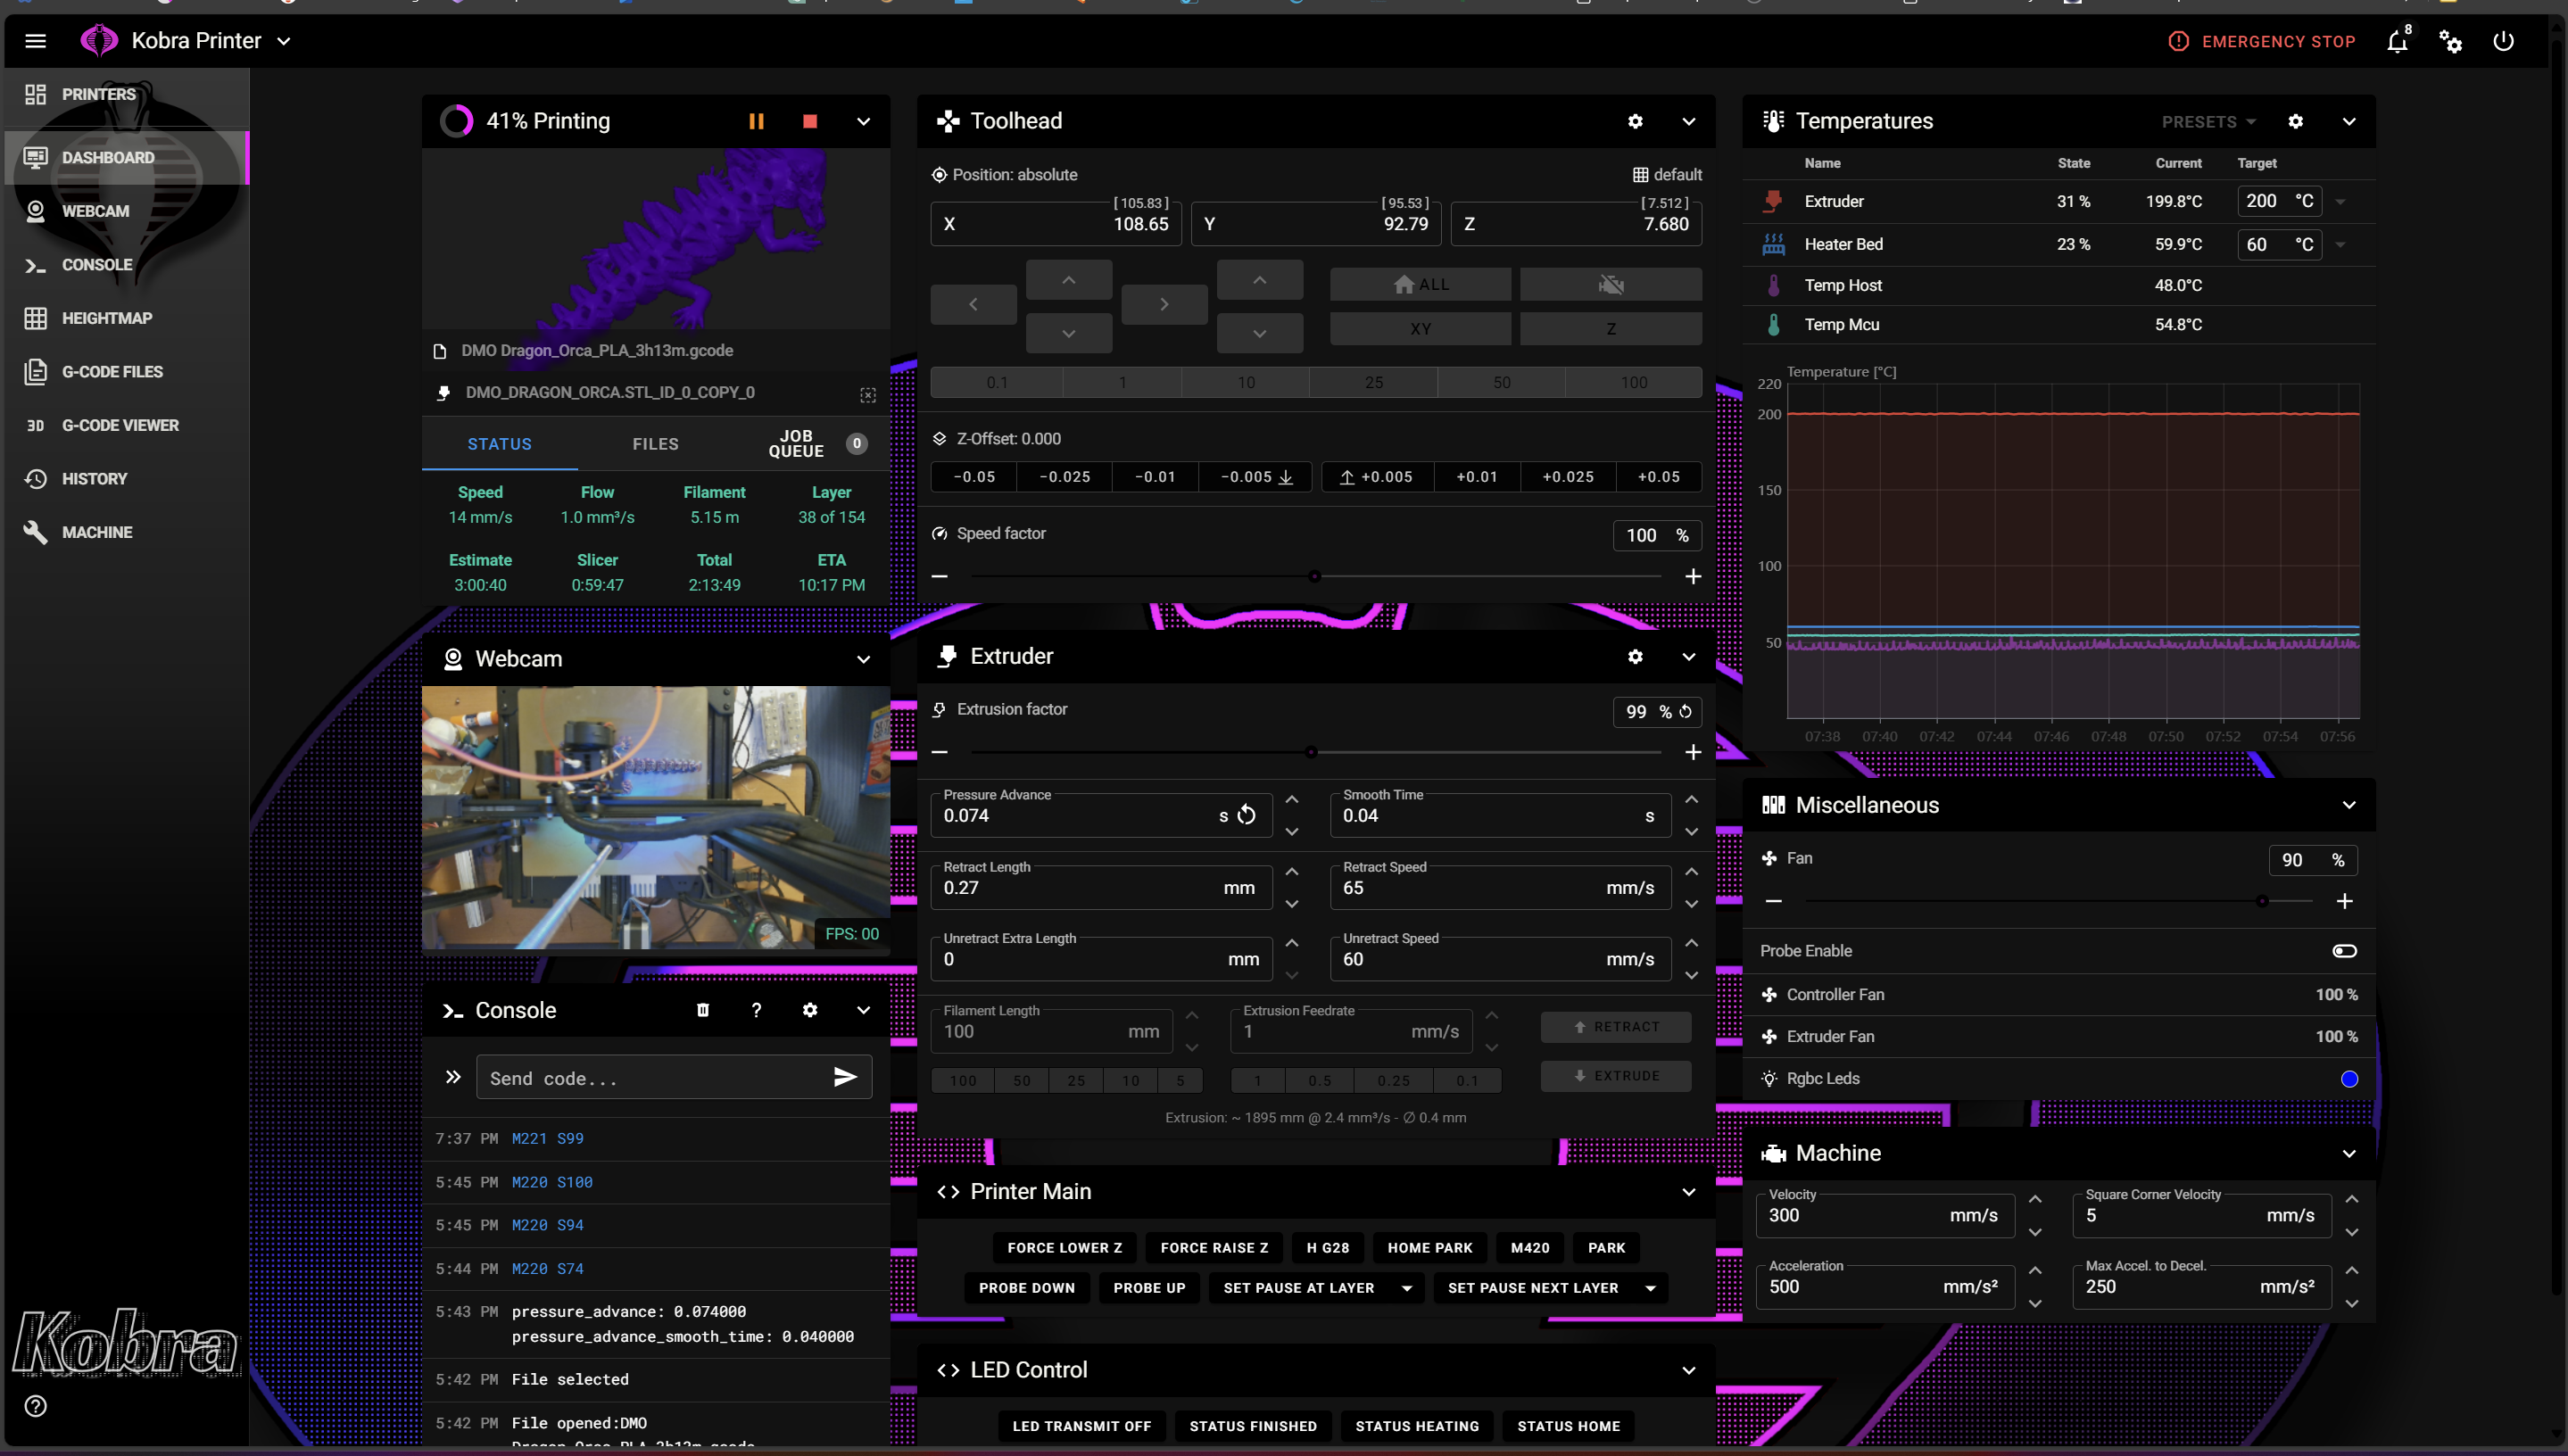 Kobra Printer
EMERGENCY STOP
8
PRINTERS
DASHBOARD
WEBCAM
CONSOLE
HEIGHTMAP
G-CODE FILES
3D G-CODE VIEWER
HISTORY
MACHINE
Kobra
41% Printing
DMO Dragon_Orca_PLA_3h13m.gcode
DMO_DRAGON_ORCA.STL_ID_0_COPY_0
STATUS FILES JOB QUEUE 0
Speed Flow Filament Layer
14 mm/s 1.0 mm³/s 5.15 m 38 of 154
Estimate Slicer Total ETA
3:00:40 0:59:47 2:13:49 10:17 PM
Webcam
FPS: 00
Console
?
Send code...
7:37 PM M221 S99
5:45 PM M220 S100
5:45 PM M220 S94
5:44 PM M220 S74
5:43 PM pressure_advance: 0.074000
pressure_advance_smooth_time: 0.040000
5:42 PM File selected
5:42 PM File opened:DMO
Dragon_Orca_PLA_3h13m.gcode
Toolhead
Position: absolute default
[ 105.83 ] [ 95.53 ] [ 7.512 ]
X 108.65 Y 92.79 Z 7.680
ALL
XY Z
0.1 1 10 25 50 100
Z-Offset: 0.000
−0.05 −0.025 −0.01 −0.005 +0.005 +0.01 +0.025 +0.05
Speed factor 100 %
Extruder
Extrusion factor 99 %
Pressure Advance Smooth Time
0.074 s 0.04 s
Retract Length Retract Speed
0.27 mm 65 mm/s
Unretract Extra Length Unretract Speed
0 mm 60 mm/s
Filament Length Extrusion Feedrate
100 mm 1 mm/s RETRACT
100 50 25 10 5 1 0.5 0.25 0.1 EXTRUDE
Extrusion: ~ 1895 mm @ 2.4 mm³/s - ∅ 0.4 mm
Printer Main
FORCE LOWER Z FORCE RAISE Z H G28 HOME PARK M420 PARK
PROBE DOWN PROBE UP SET PAUSE AT LAYER SET PAUSE NEXT LAYER
LED Control
LED TRANSMIT OFF STATUS FINISHED STATUS HEATING STATUS HOME
Temperatures PRESETS
Name State Current Target
Extruder 31 % 199.8°C 200 °C
Heater Bed 23 % 59.9°C 60 °C
Temp Host 48.0°C
Temp Mcu 54.8°C
Temperature [°C]
220
200
150
100
50
07:38 07:40 07:42 07:44 07:46 07:48 07:50 07:52 07:54 07:56
Miscellaneous
Fan 90 %
Probe Enable
Controller Fan 100 %
Extruder Fan 100 %
Rgbc Leds
Machine
Velocity Square Corner Velocity
300 mm/s 5 mm/s
Acceleration Max Accel. to Decel.
500 mm/s² 250 mm/s²